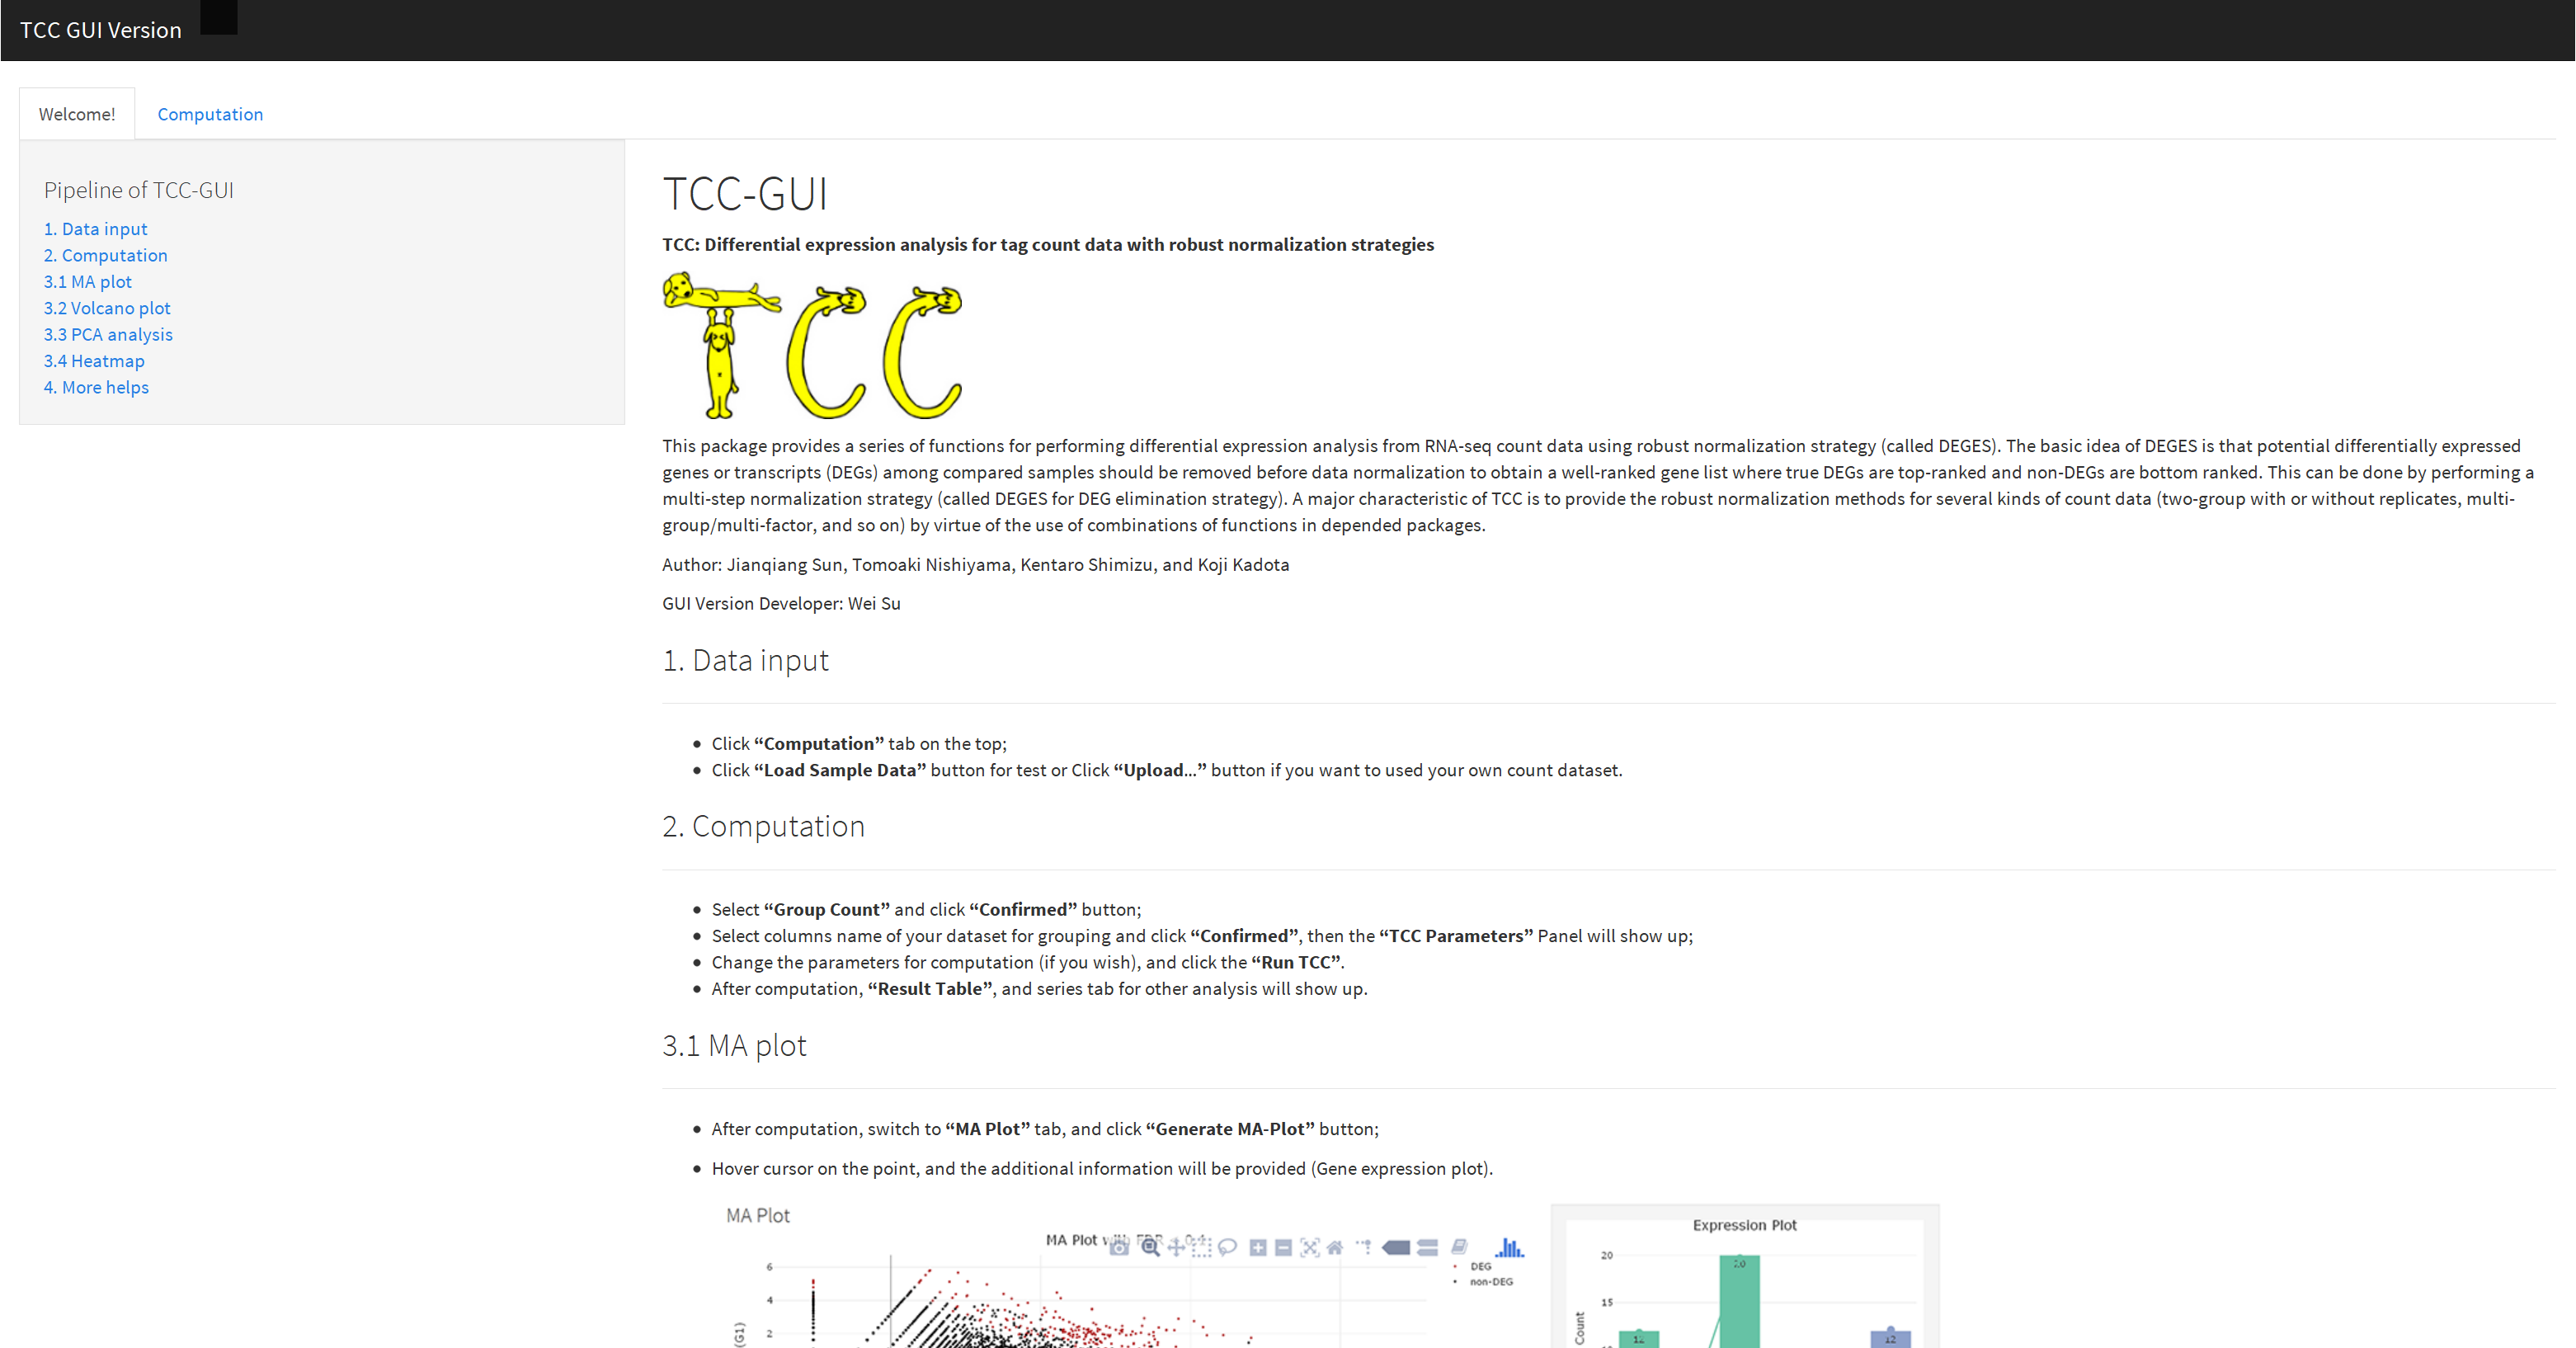 TCC GUI Version
Welcome!
Computation
Pipeline of TCC-GUI
1. Data input
2. Computation
3.1 MA plot
3.2 Volcano plot
3.3 PCA analysis
3.4 Heatmap
4. More helps
TCC-GUI
TCC: Differential expression analysis for tag count data with robust normalization strategies
TCC
This package provides a series of functions for performing differential expression analysis from RNA-seq count data using robust normalization strategy (called DEGES). The basic idea of DEGES is that potential differentially expressed
genes or transcripts (DEGs) among compared samples should be removed before data normalization to obtain a well-ranked gene list where true DEGs are top-ranked and non-DEGs are bottom ranked. This can be done by performing a
multi-step normalization strategy (called DEGES for DEG elimination strategy). A major characteristic of TCC is to provide the robust normalization methods for several kinds of count data (two-group with or without replicates, multi-
group/multi-factor, and so on) by virtue of the use of combinations of functions in depended packages.
Author: Jianqiang Sun, Tomoaki Nishiyama, Kentaro Shimizu, and Koji Kadota
GUI Version Developer: Wei Su
1. Data input
• Click “Computation” tab on the top;
• Click “Load Sample Data” button for test or Click “Upload...” button if you want to used your own count dataset.
2. Computation
• Select “Group Count” and click “Confirmed” button;
• Select columns name of your dataset for grouping and click “Confirmed”, then the “TCC Parameters” Panel will show up;
• Change the parameters for computation (if you wish), and click the “Run TCC”.
• After computation, “Result Table”, and series tab for other analysis will show up.
3.1 MA plot
• After computation, switch to “MA Plot” tab, and click “Generate MA-Plot” button;
• Hover cursor on the point, and the additional information will be provided (Gene expression plot).
MA Plot
MA Plot
DEG
non-DEG
6
4
2
(G1)
Expression Plot
20
15
Count
12
20
12